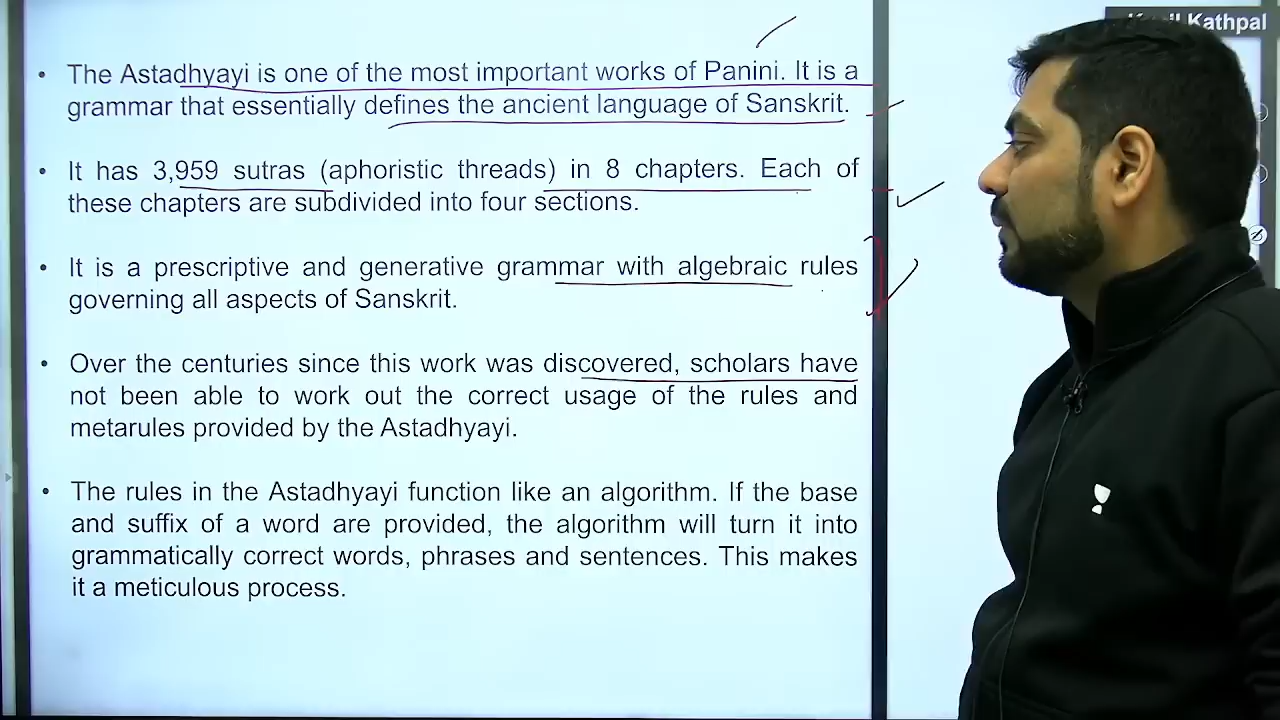 Kathpal
• The Astadhyayi is one of the most important works of Panini. It is a
grammar that essentially defines the ancient language of Sanskrit.
• It has 3,959 sutras (aphoristic threads) in 8 chapters. Each of
these chapters are subdivided into four sections.
• It is a prescriptive and generative grammar with algebraic rules
governing all aspects of Sanskrit.
• Over the centuries since this work was discovered, scholars have
not been able to work out the correct usage of the rules and
metarules provided by the Astadhyayi.
• The rules in the Astadhyayi function like an algorithm. If the base
and suffix of a word are provided, the algorithm will turn it into
grammatically correct words, phrases and sentences. This makes
it a meticulous process.